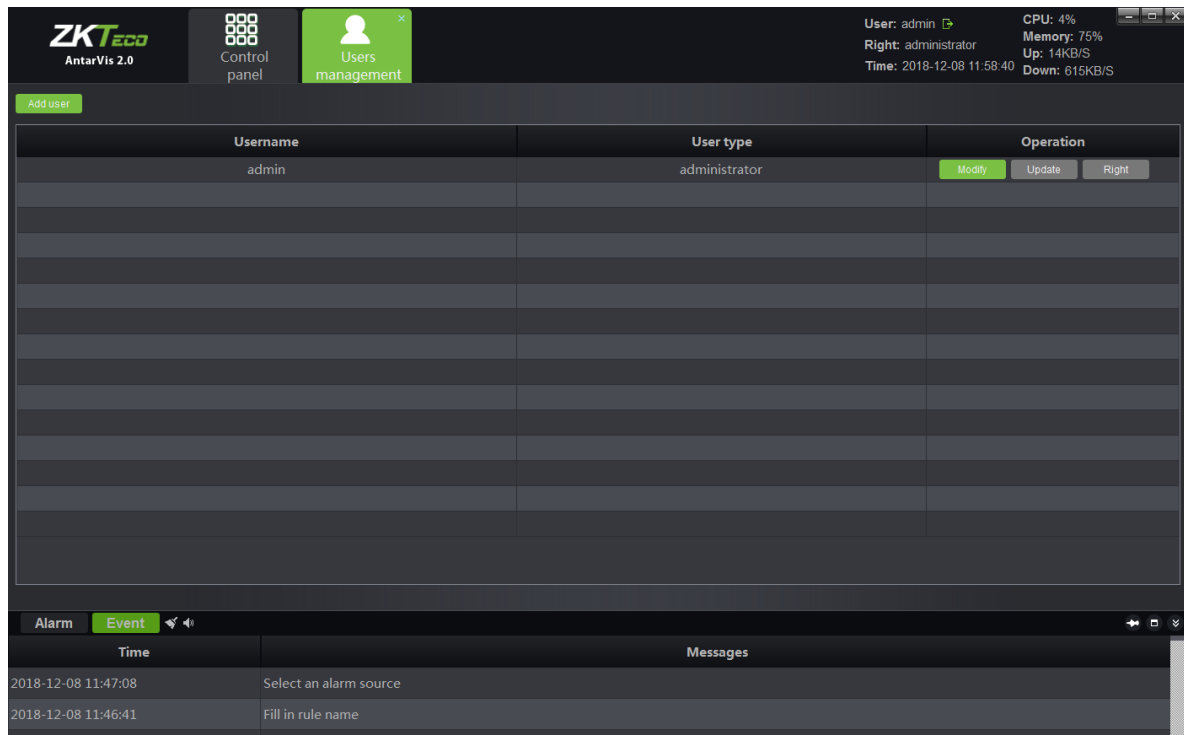 ZKTeco
AntarVis 2.0
Control
panel
Users
management
User: admin
Right: administrator
Time: 2018-12-08 11:58:40
CPU: 4%
Memory: 75%
Up: 14KB/S
Down: 615KB/S
Add user
Username User type Operation
admin administrator Modify Update Right
Alarm Event
Time Messages
2018-12-08 11:47:08 Select an alarm source
2018-12-08 11:46:41 Fill in rule name